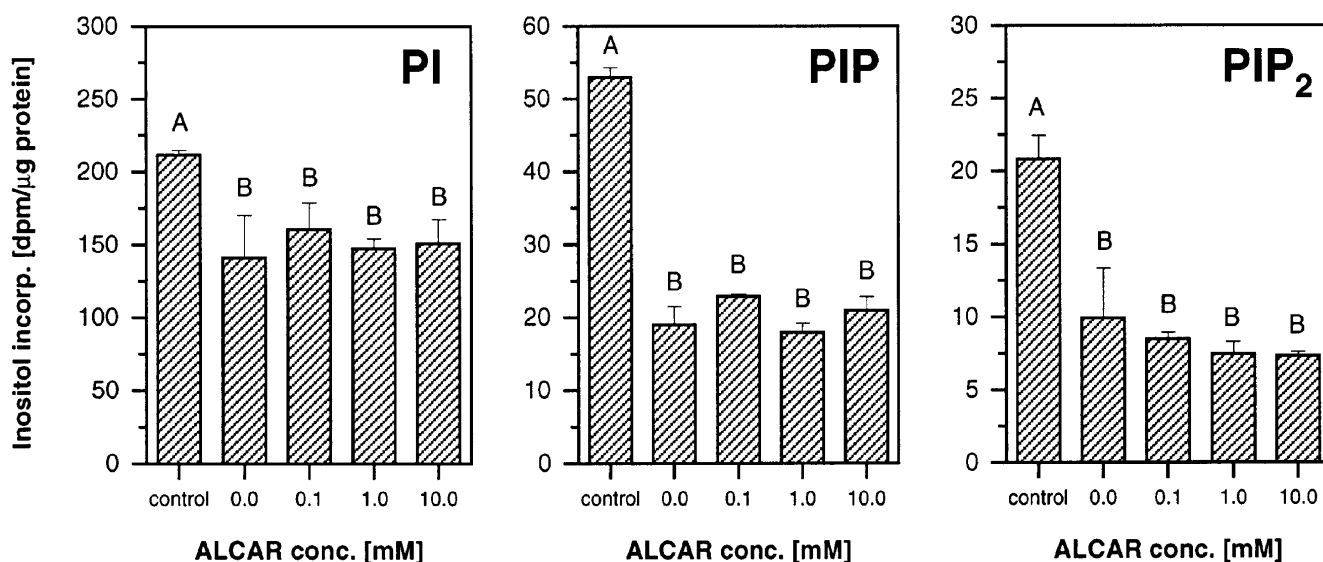 Inositol incorp. [dpm/μg protein]
300
250
200
150
100
50
0
PI
A
B
B
B
B
control 0.0 0.1 1.0 10.0
ALCAR conc. [mM]
60
50
40
30
20
10
0
PIP
A
B
B
B
B
control 0.0 0.1 1.0 10.0
ALCAR conc. [mM]
30
25
20
15
10
5
0
PIP₂
A
B
B
B
B
control 0.0 0.1 1.0 10.0
ALCAR conc. [mM]